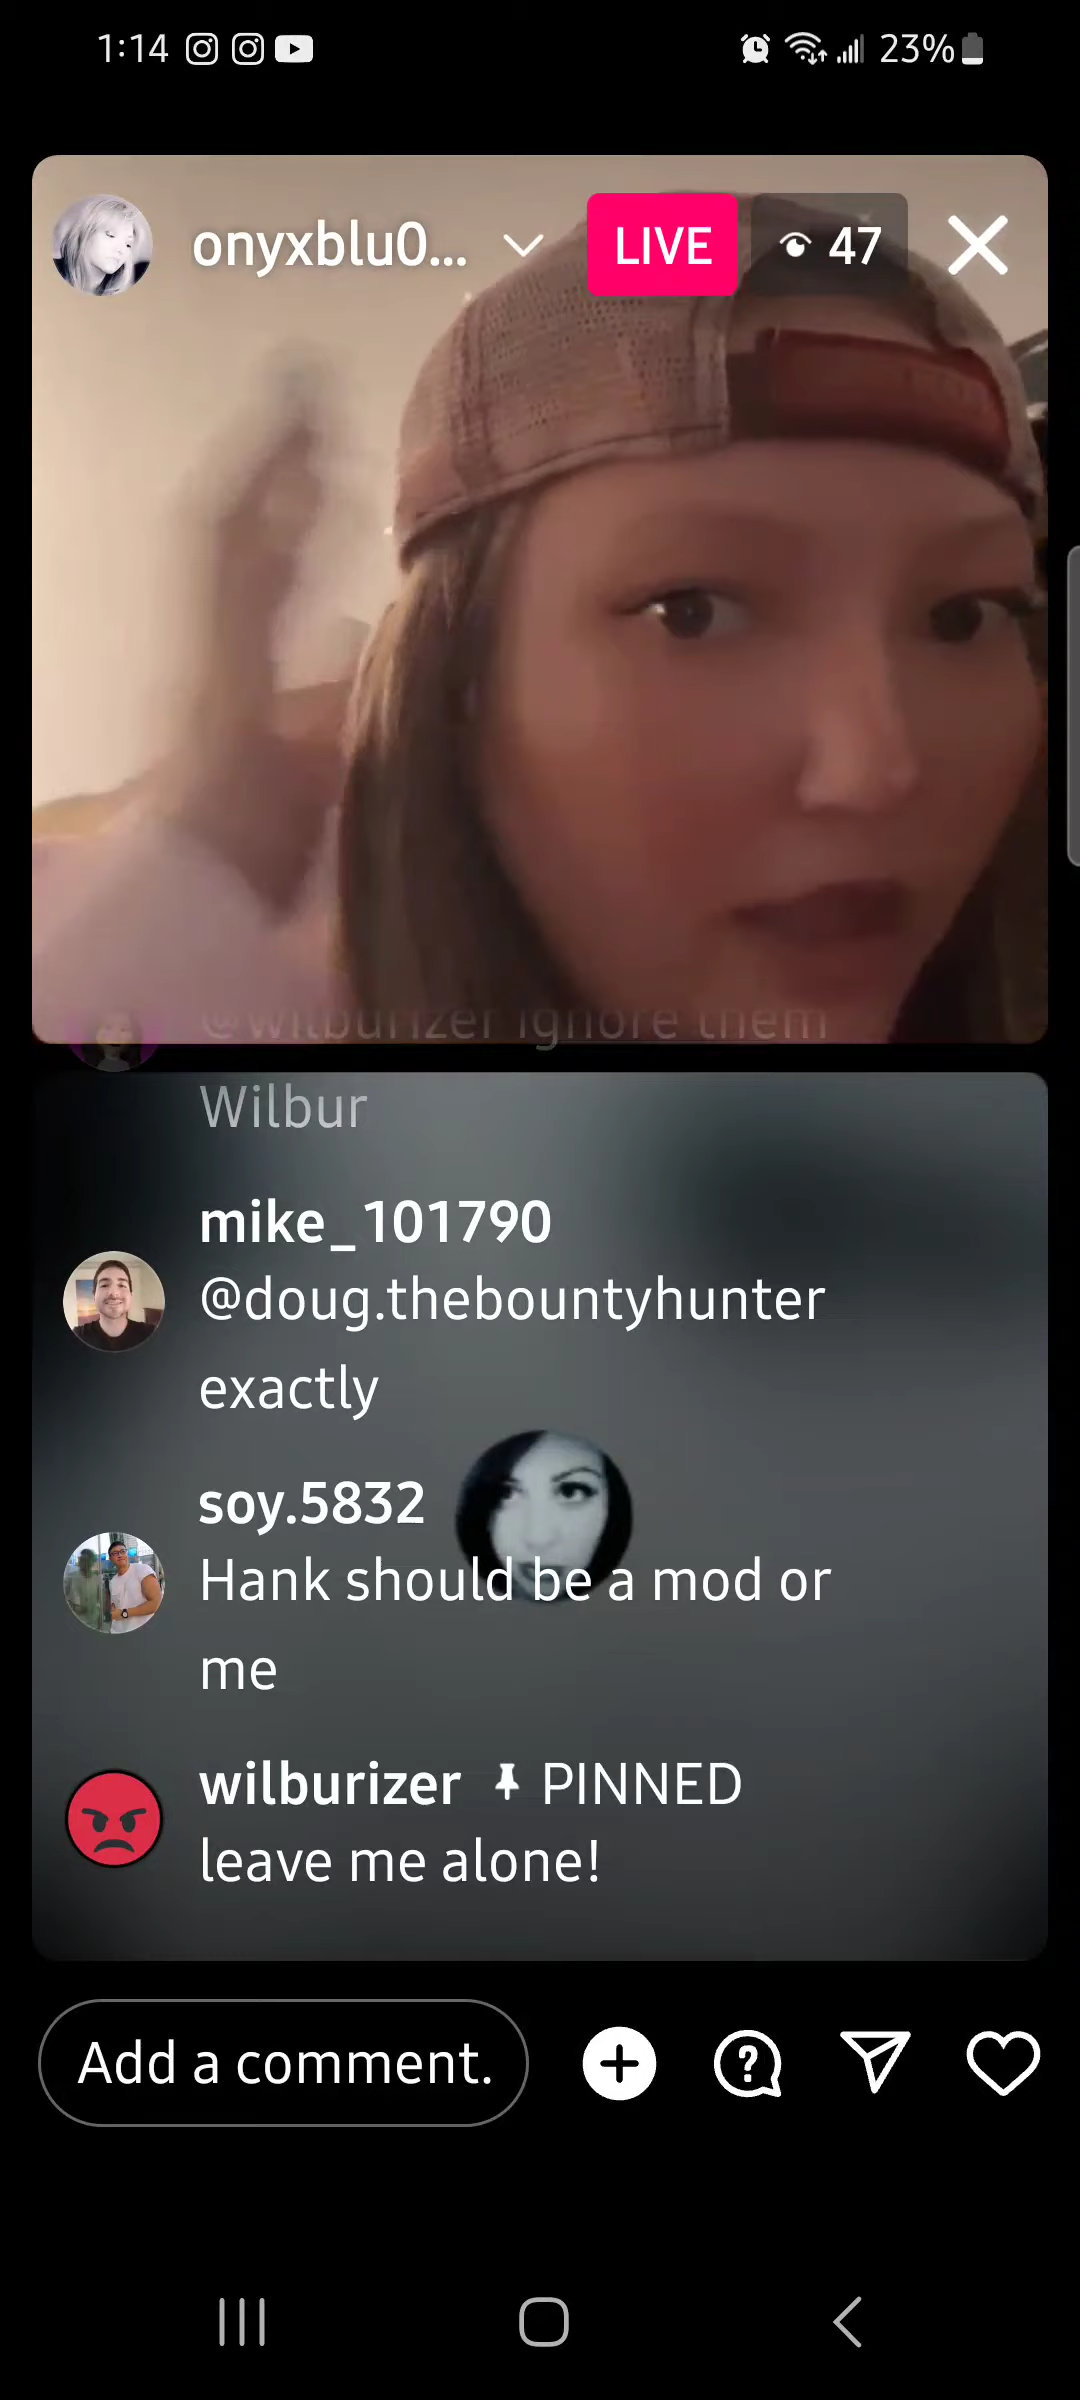 1:14
23%
onyxblu0...
LIVE
47
@wilburizer ignore them
Wilbur
mike_101790
@doug.thebountyhunter
exactly
soy.5832
Hank should be a mod or
me
wilburizer PINNED
leave me alone!
Add a comment.